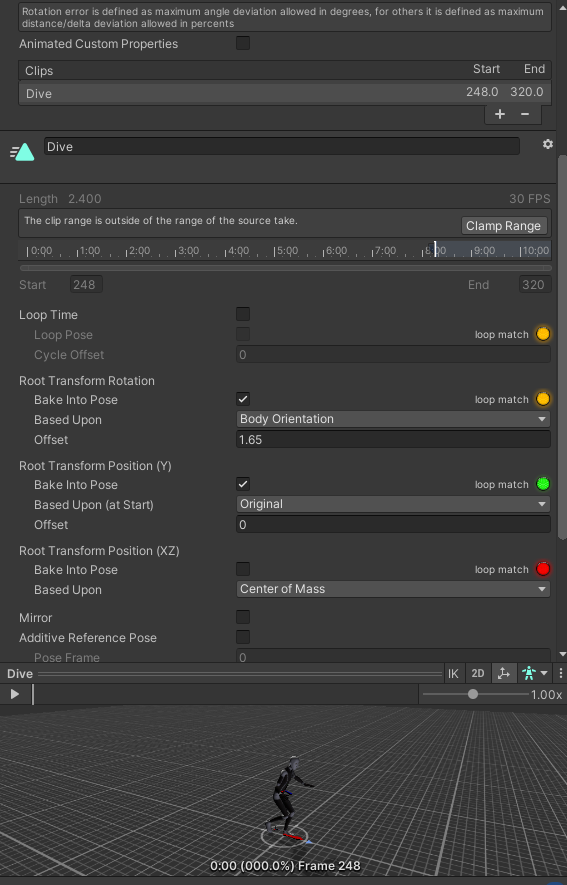 Rotation error is defined as maximum angle deviation allowed in degrees, for others it is defined as maximum
distance/delta deviation allowed in percents
Animated Custom Properties
Clips Start End
Dive 248.0 320.0
+ −
Dive
Length 2.400 30 FPS
The clip range is outside of the range of the source take.
Clamp Range
0:00 1:00 2:00 3:00 4:00 5:00 6:00 7:00 8:00 9:00 10:00
Start 248 End 320
Loop Time
Loop Pose loop match
Cycle Offset 0
Root Transform Rotation
Bake Into Pose loop match
Based Upon Body Orientation
Offset 1.65
Root Transform Position (Y)
Bake Into Pose loop match
Based Upon (at Start) Original
Offset 0
Root Transform Position (XZ)
Bake Into Pose loop match
Based Upon Center of Mass
Mirror
Additive Reference Pose
Pose Frame 0
Dive IK 2D
1.00x
0:00 (000.0%) Frame 248